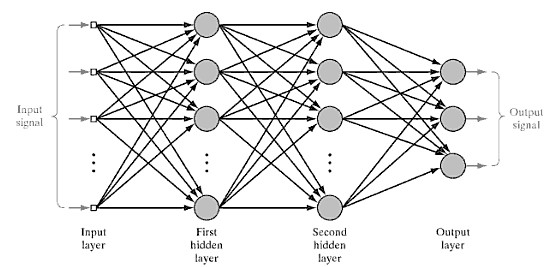 Input
signal
Output
signal
Input
layer
First
hidden
layer
Second
hidden
layer
Output
layer